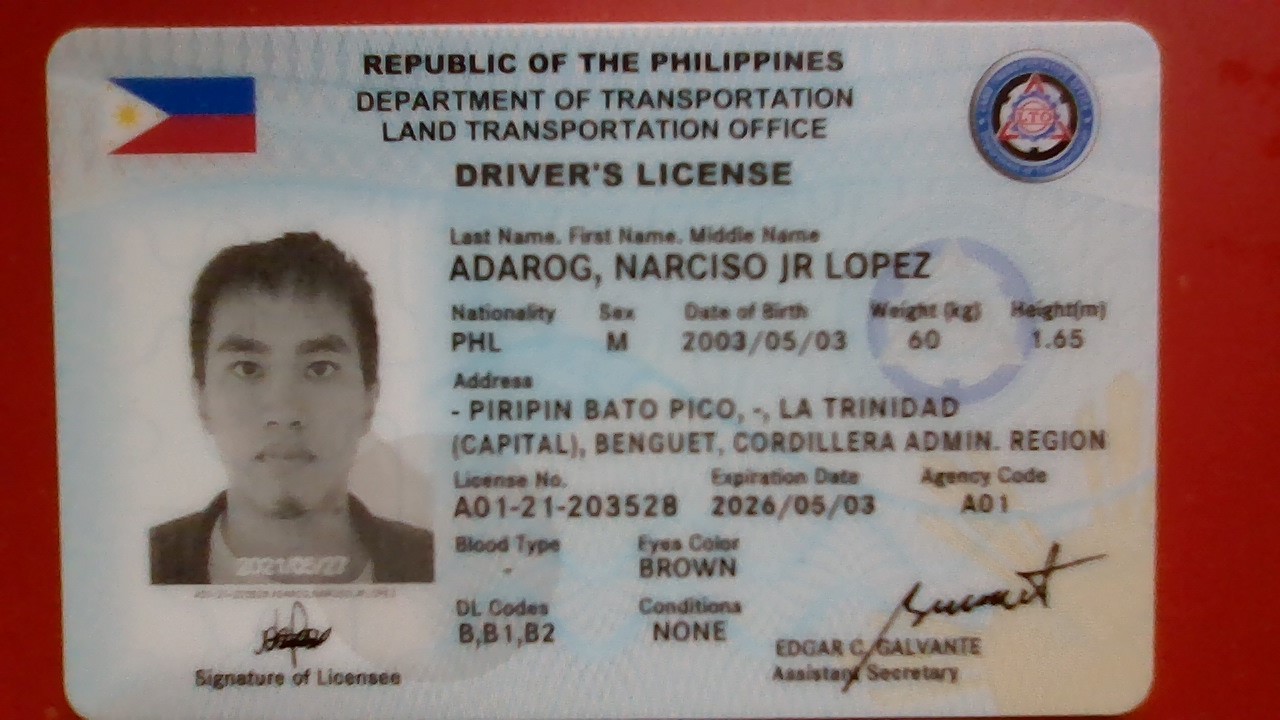 REPUBLIC OF THE PHILIPPINES
DEPARTMENT OF TRANSPORTATION
LAND TRANSPORTATION OFFICE
LTO
DRIVER'S LICENSE
Last Name. First Name. Middle Name
ADAROG, NARCISO JR LOPEZ
Nationality Sex Date of Birth Weight (kg) Height(m)
PHL M 2003/05/03 60 1.65
Address
- PIRIPIN BATO PICO, -, LA TRINIDAD
(CAPITAL), BENGUET, CORDILLERA ADMIN. REGION
License No. Expiration Date Agency Code
A01-21-203528 2026/05/03 A01
Blood Type Eyes Color
- BROWN
DL Codes Conditions
B,B1,B2 NONE
2021/05/27
EDGAR C. GALVANTE
Assistant Secretary
Signature of Licensee